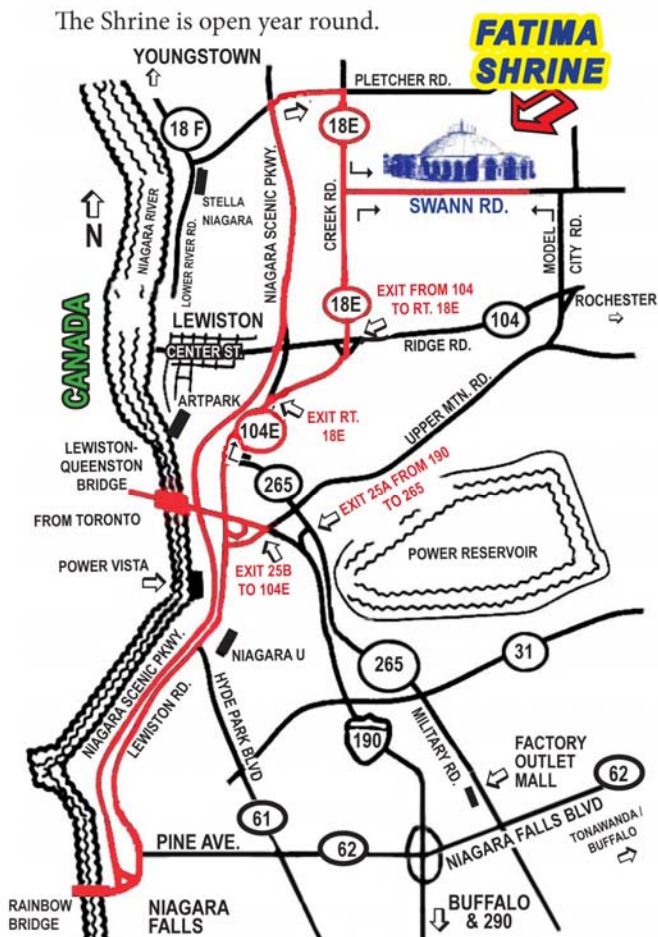 The Shrine is open year round.
FATIMA
SHRINE
YOUNGSTOWN
PLETCHER RD.
18 F
18E
STELLA
NIAGARA
N
NIAGARA RIVER
LOWER RIVER RD.
NIAGARA SCENIC PKWY.
CREEK RD.
SWANN RD.
MODEL
CITY RD.
CANADA
18E
EXIT FROM 104
TO RT. 18E
ROCHESTER
104
LEWISTON
CENTER ST.
RIDGE RD.
ARTPARK
EXIT RT.
18E
104E
UPPER MTN. RD.
LEWISTON-
QUEENSTON
BRIDGE
265
EXIT 25A FROM 190
TO 265
FROM TORONTO
POWER RESERVOIR
POWER VISTA
EXIT 25B
TO 104E
NIAGARA U
31
265
NIAGARA SCENIC PKWY.
LEWISTON RD.
HYDE PARK BLVD
190
MILITARY RD.
FACTORY
OUTLET
MALL
62
61
PINE AVE.
62
NIAGARA FALLS BLVD
TONAWANDA /
BUFFALO
RAINBOW
BRIDGE
NIAGARA
FALLS
BUFFALO
& 290